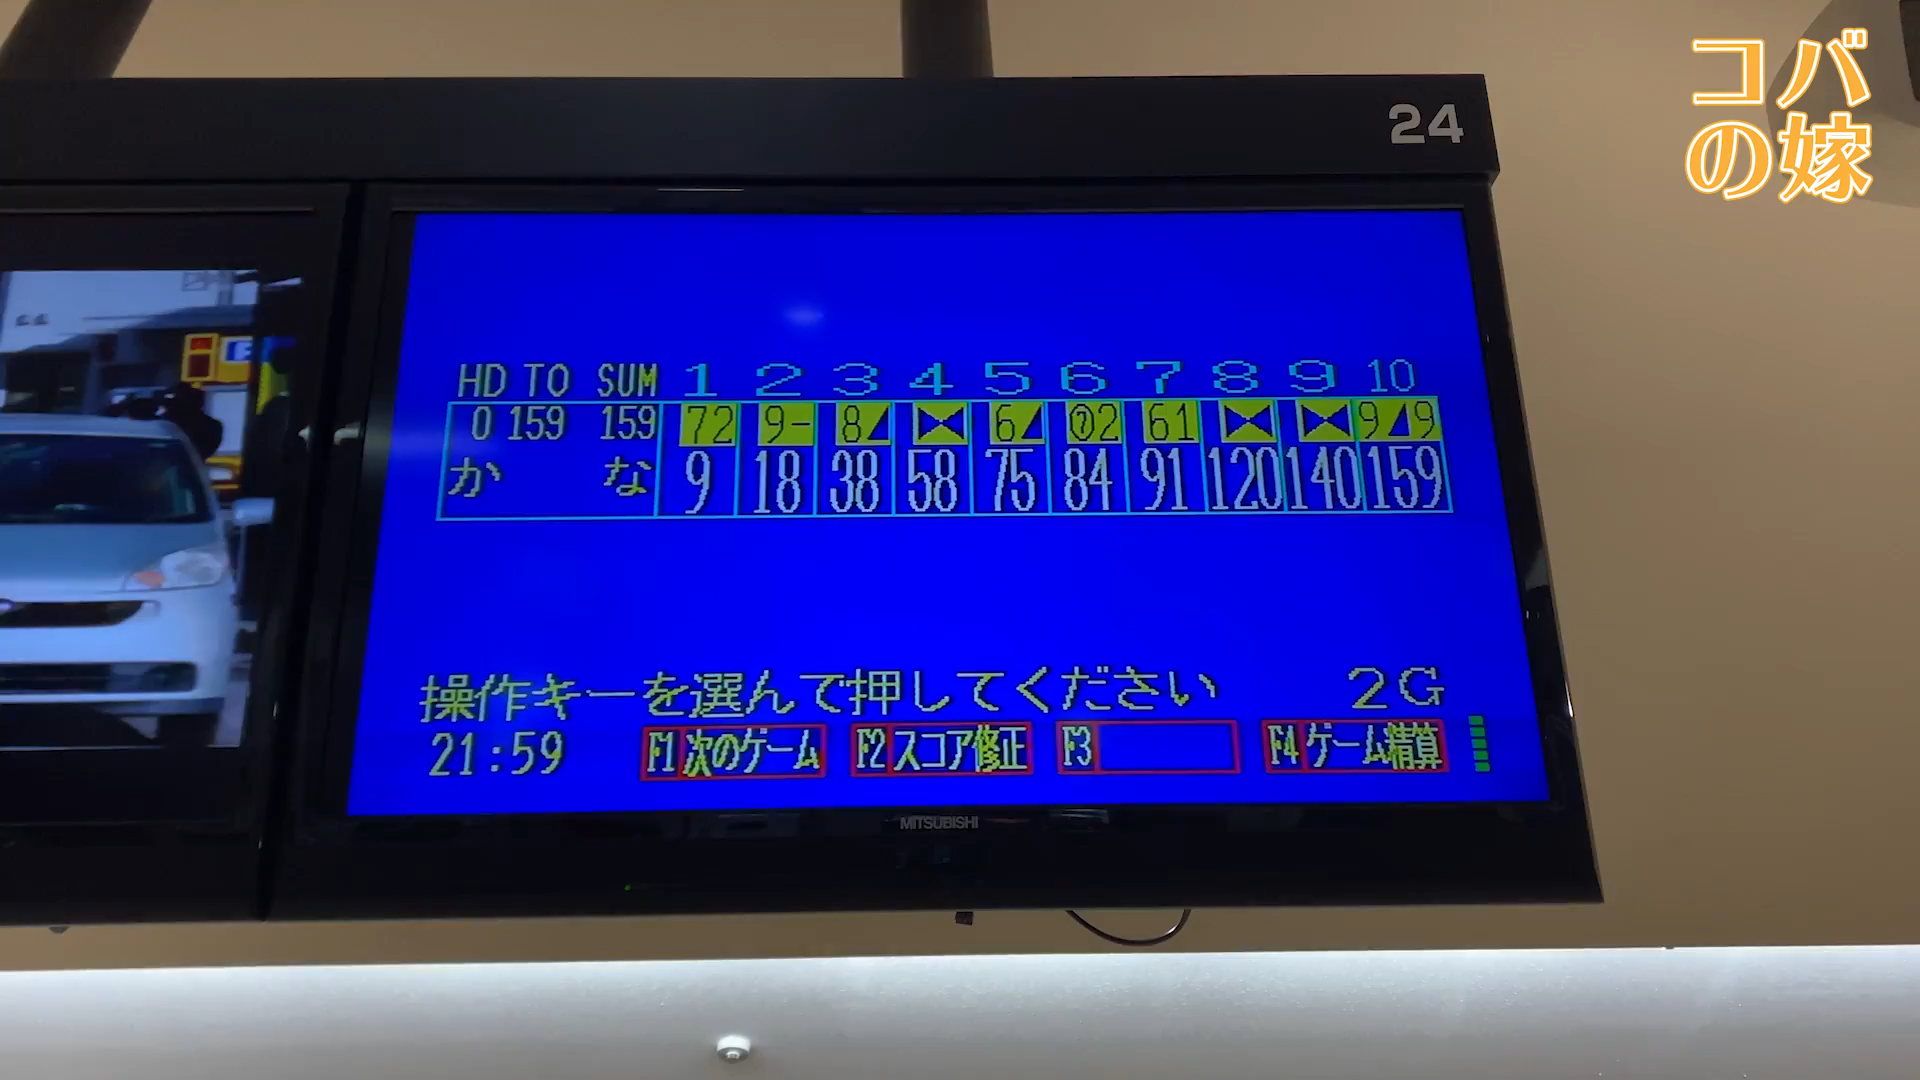 コバ
の嫁
24
HD TO SUM 1 2 3 4 5 6 7 8 9 10
0 159 159 72 9- 8◢ ⧓ 6◢ ⑦2 61 ⧓ ⧓ 9◢9
かな 9 18 38 58 75 84 91 120 140 159
操作キーを選んで押してください 2G
21:59 F1 次のゲーム F2 スコア修正 F3 F4 ゲーム精算
MITSUBISHI